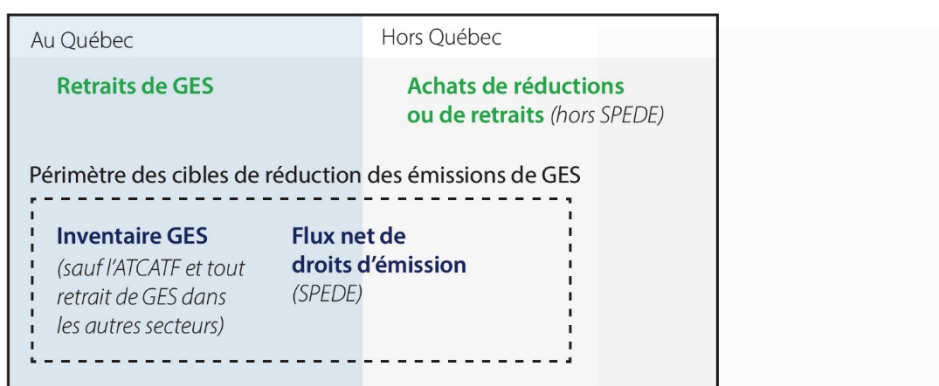 Au Québec
Hors Québec
Retraits de GES
Achats de réductions
ou de retraits (hors SPEDE)
Périmètre des cibles de réduction des émissions de GES
Inventaire GES
(sauf l'ATCATF et tout
retrait de GES dans
les autres secteurs)
Flux net de
droits d'émission
(SPEDE)